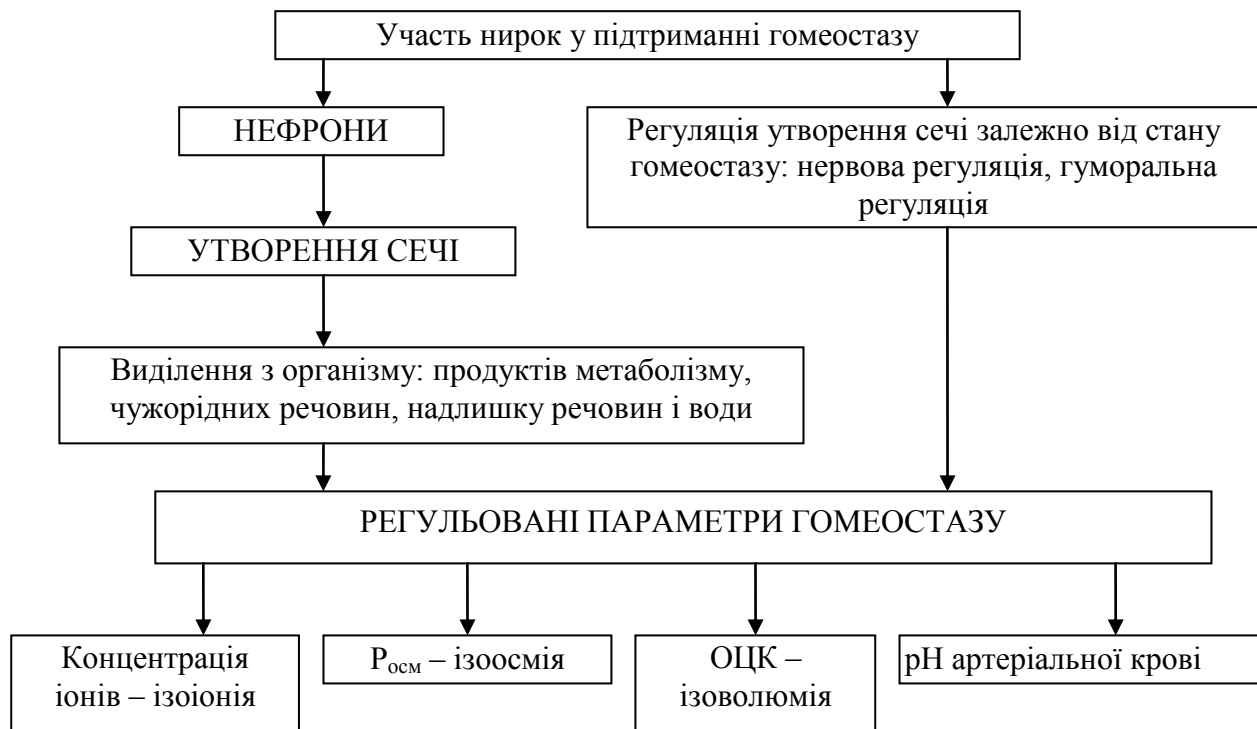 Участь нирок у підтриманні гомеостазу
НЕФРОНИ
Регуляція утворення сечі залежно від стану
гомеостазу: нервова регуляція, гуморальна
регуляція
УТВОРЕННЯ СЕЧІ
Виділення з організму: продуктів метаболізму,
чужорідних речовин, надлишку речовин і води
РЕГУЛЬОВАНІ ПАРАМЕТРИ ГОМЕОСТАЗУ
Концентрація
іонів – ізоіонія
Росм – ізоосмія
ОЦК –
ізоволюмія
рН артеріальної крові